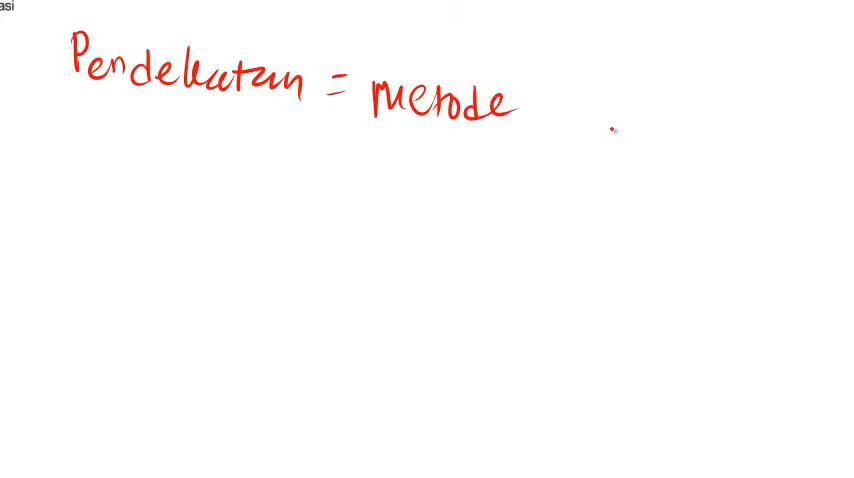 asi
Pendekatan = metode